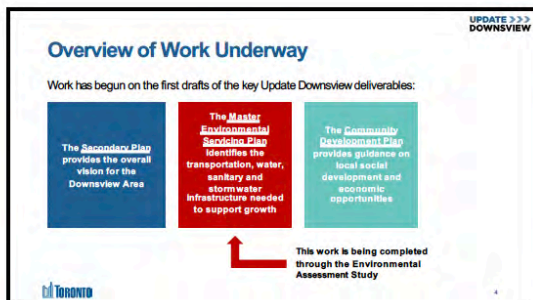 UPDATE >>>
DOWNSVIEW
Overview of Work Underway
Work has begun on the first drafts of the key Update Downsview deliverables:
The Secondary Plan
provides the overall
vision for the
Downsview Area
The Master
Environmental
Servicing Plan
identifies the
transportation, water,
sanitary and
stormwater
infrastructure needed
to support growth
The Community
Development Plan
provides guidance on
local social
development and
economic
opportunities
This work is being completed
through the Environmental
Assessment Study
TORONTO
4